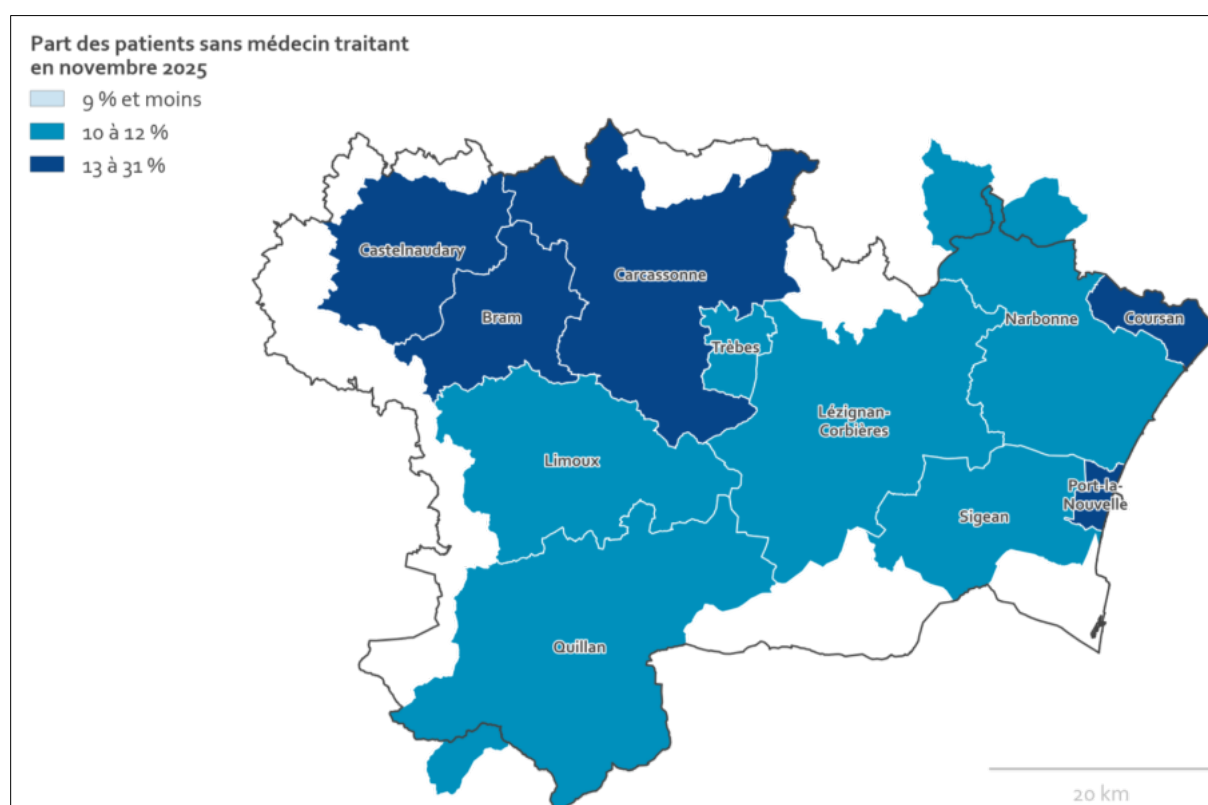 Part des patients sans médecin traitant
en novembre 2025
9 % et moins
10 à 12 %
13 à 31 %
Castelnaudary
Carcassonne
Bram
Narbonne
Coursan
Trèbes
Lézignan-
Corbières
Limoux
Port-la-
Nouvelle
Sigean
Quillan
20 km